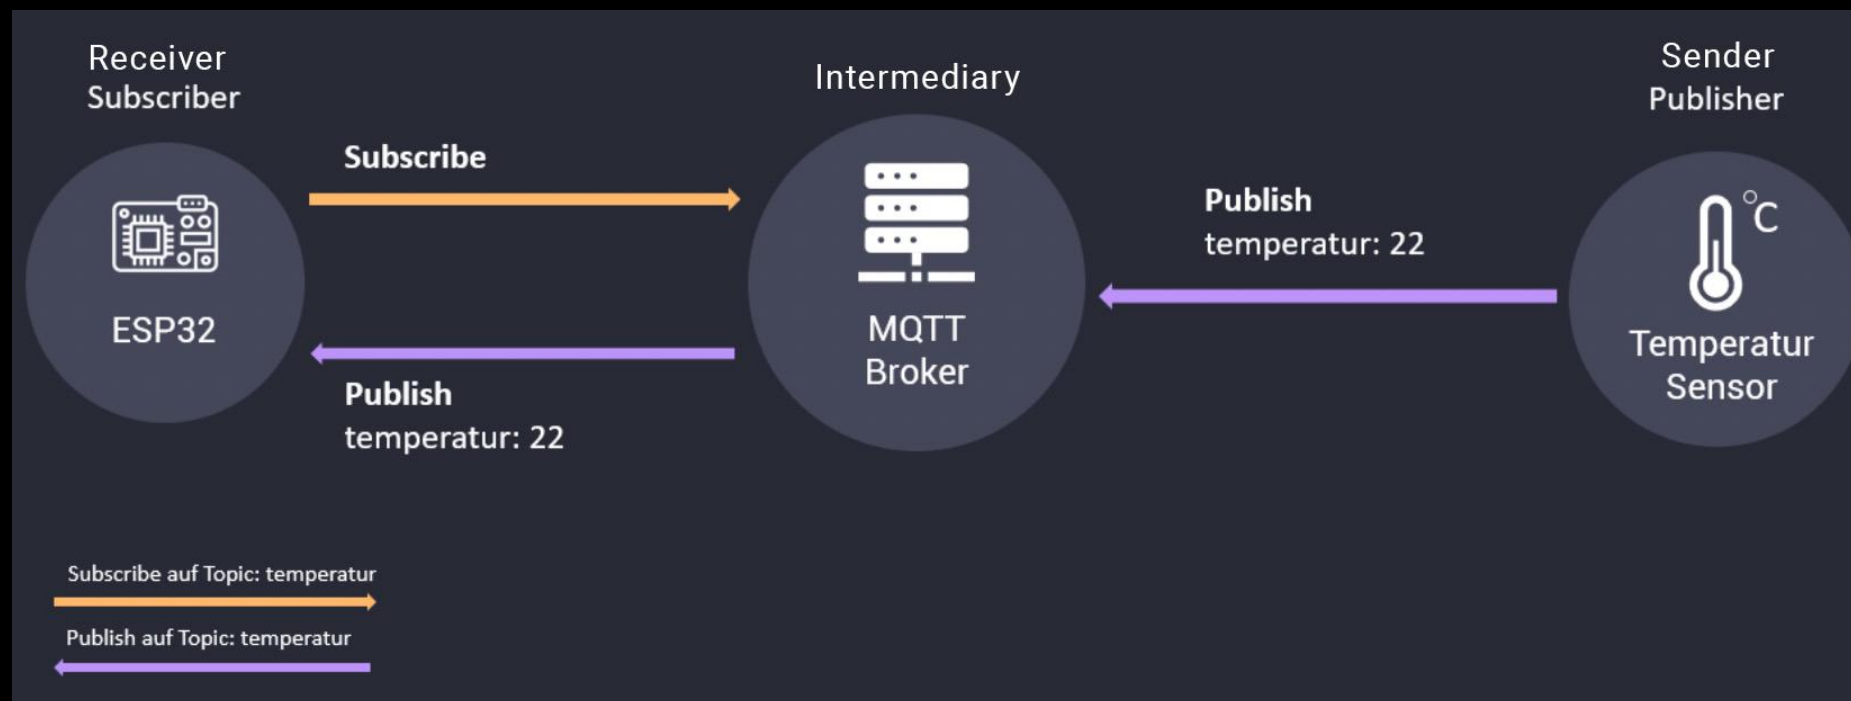 Receiver
Subscriber
Intermediary
Sender
Publisher
Subscribe
Publish
temperatur: 22
°C
ESP32
MQTT
Broker
Temperatur
Sensor
Publish
temperatur: 22
Subscribe auf Topic: temperatur
Publish auf Topic: temperatur